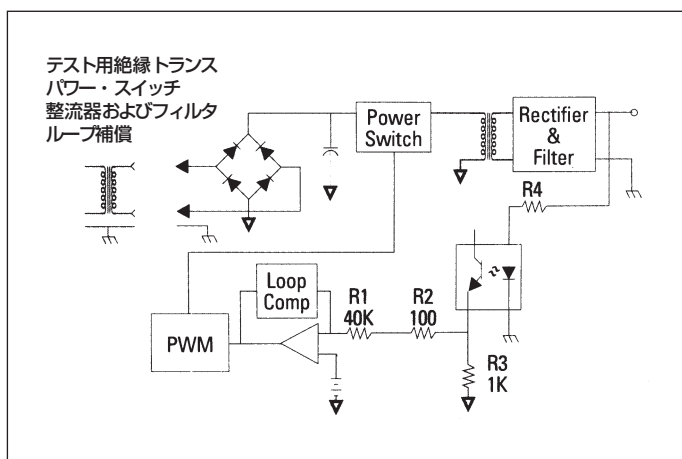 テスト用絶縁トランス
パワー・スイッチ
整流器およびフィルタ
ループ補償
Power
Switch
Rectifier
&
Filter
R4
Loop
Comp
R1
40K
R2
100
PWM
R3
1K